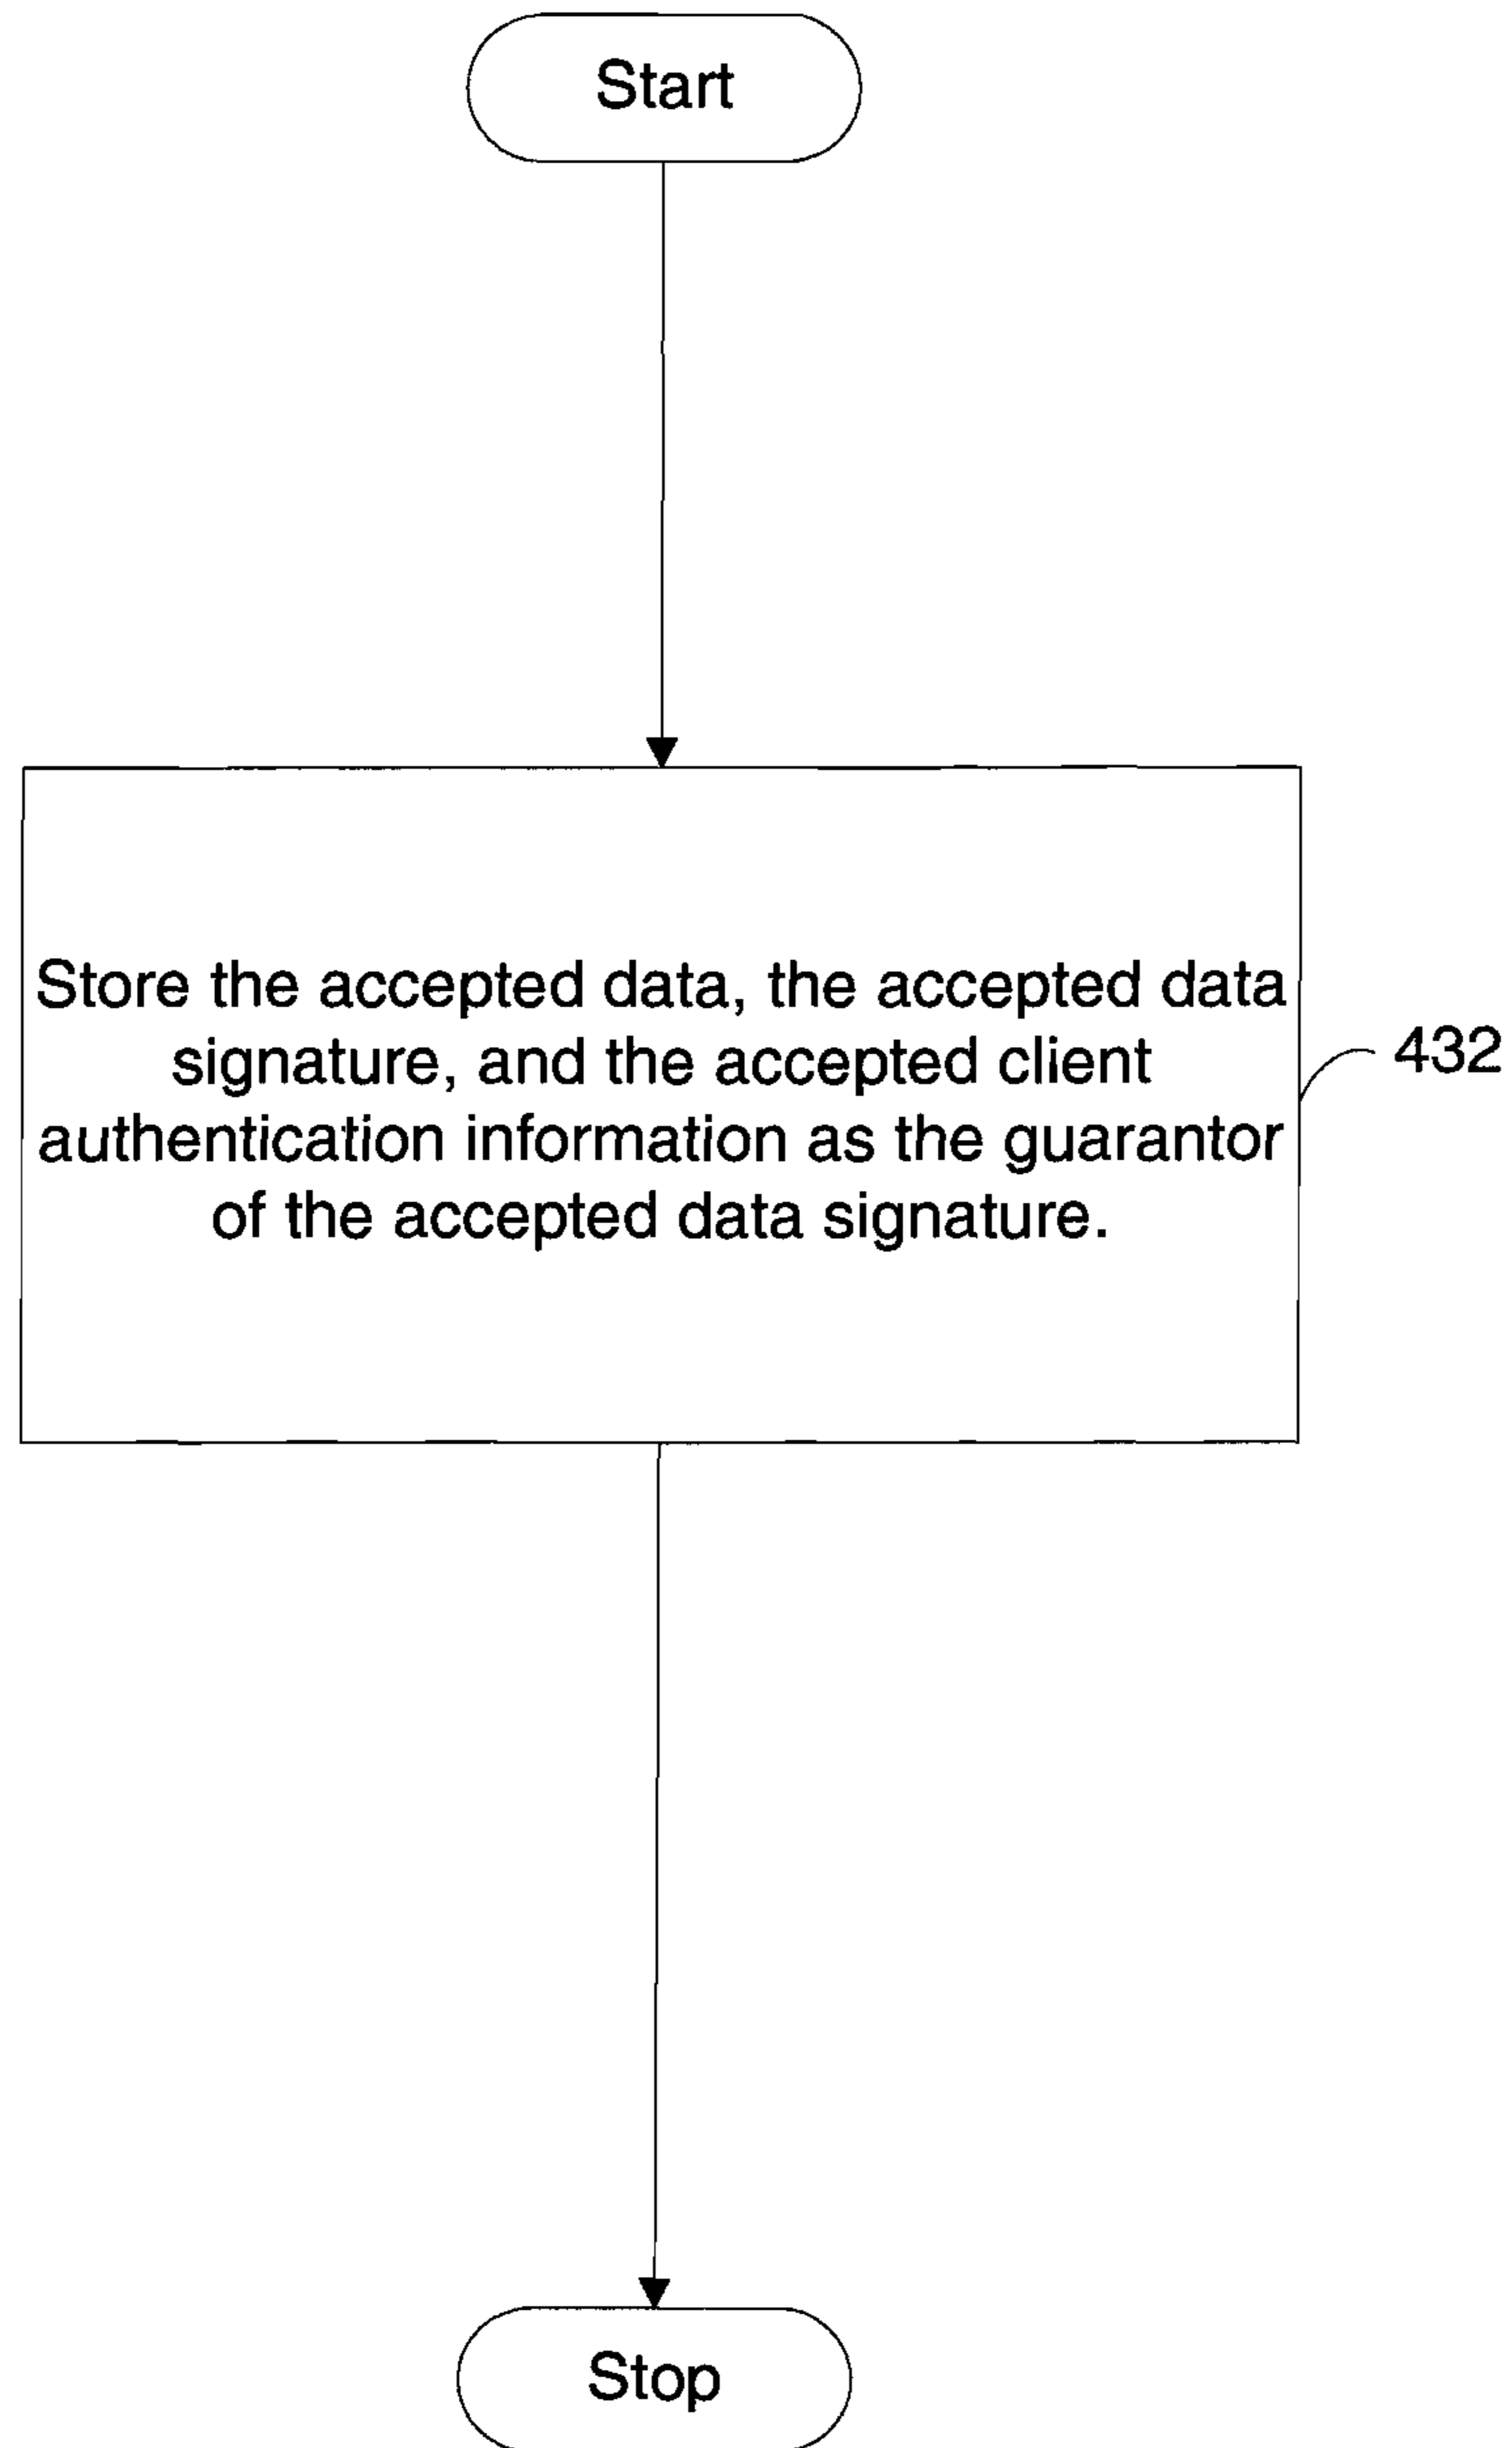 Start
Store the accepted data, the accepted data
signature, and the accepted client
authentication information as the guarantor
of the accepted data signature.
432
Stop